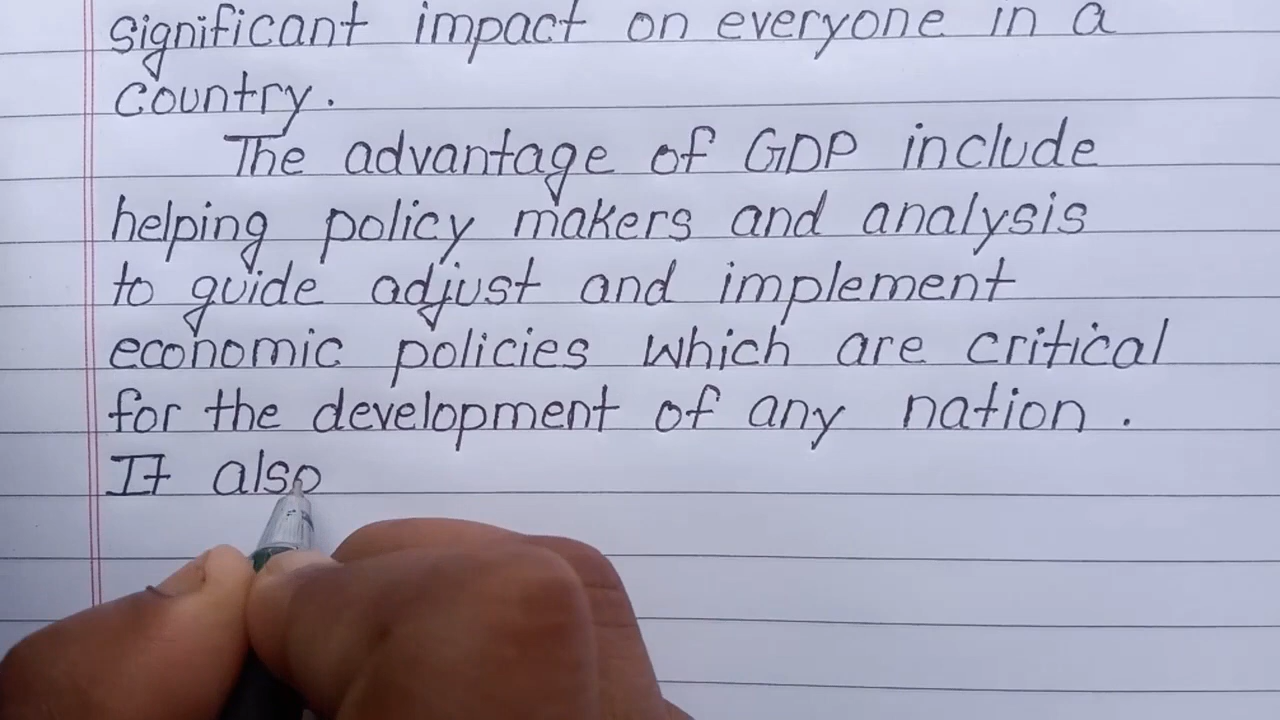 significant impact on everyone in a
country.
The advantage of GDP include
helping policy makers and analysis
to guide adjust and implement
economic policies which are critical
for the development of any nation.
It also